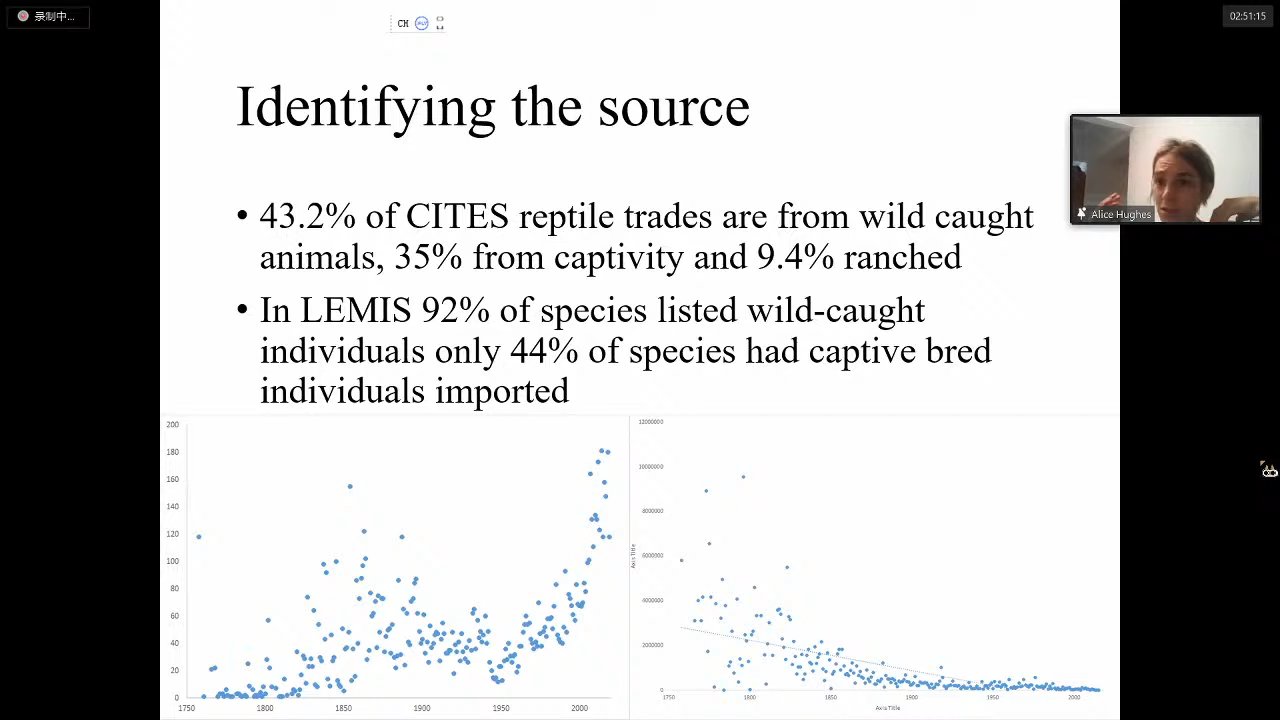 录制中...
CH
02:51:15
Identifying the source
Alice Hughes
• 43.2% of CITES reptile trades are from wild caught
animals, 35% from captivity and 9.4% ranched
• In LEMIS 92% of species listed wild-caught
individuals only 44% of species had captive bred
individuals imported
200
180
160
140
120
100
80
60
40
20
0
1750
1800
1850
1900
1950
2000
12000000
10000000
8000000
6000000
4000000
2000000
0
Axis Title
1750
1800
1850
1900
1950
2000
Axis Title